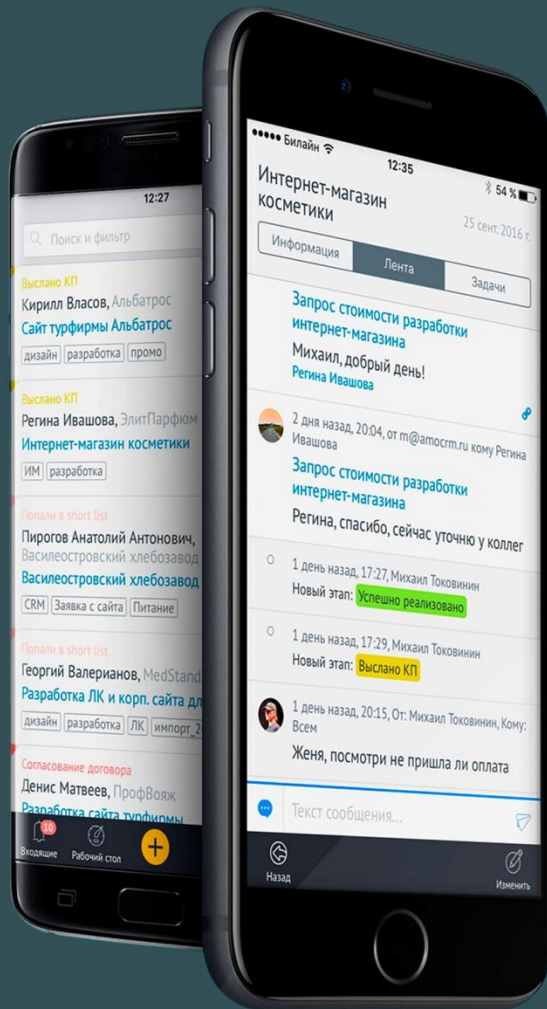 12:27
Поиск и фильтр
Выслано КП
Кирилл Власов, Альбатрос
Сайт турфирмы Альбатрос
дизайн разработка промо
Выслано КП
Регина Ивашова, ЭлитПарфюм
Интернет-магазин косметики
ИМ разработка
Попали в short list
Пирогов Анатолий Антонович,
Василеостровский хлебозавод
Василеостровский хлебозавод
CRM Заявка с сайта Питание
Попали в short list
Георгий Валерианов, MedStand
Разработка ЛК и корп. сайта дл
дизайн разработка ЛК импорт_2
Согласование договора
Денис Матвеев, ПрофВояж
Разработка сайта турфирмы
10
Входящие Рабочий стол
Билайн 12:35 54 %
Интернет-магазин
косметики
25 сент. 2016 г.
Информация Лента Задачи
Запрос стоимости разработки
интернет-магазина
Михаил, добрый день!
Регина Ивашова
2 дня назад, 20:04, от m@amocrm.ru кому Регина
Ивашова
Запрос стоимости разработки
интернет-магазина
Регина, спасибо, сейчас уточню у коллег
1 день назад, 17:27, Михаил Токовинин
Новый этап: Успешно реализовано
1 день назад, 17:29, Михаил Токовинин
Новый этап: Выслано КП
1 день назад, 20:15, От: Михаил Токовинин, Кому:
Всем
Женя, посмотри не пришла ли оплата
Текст сообщения...
Назад Изменить